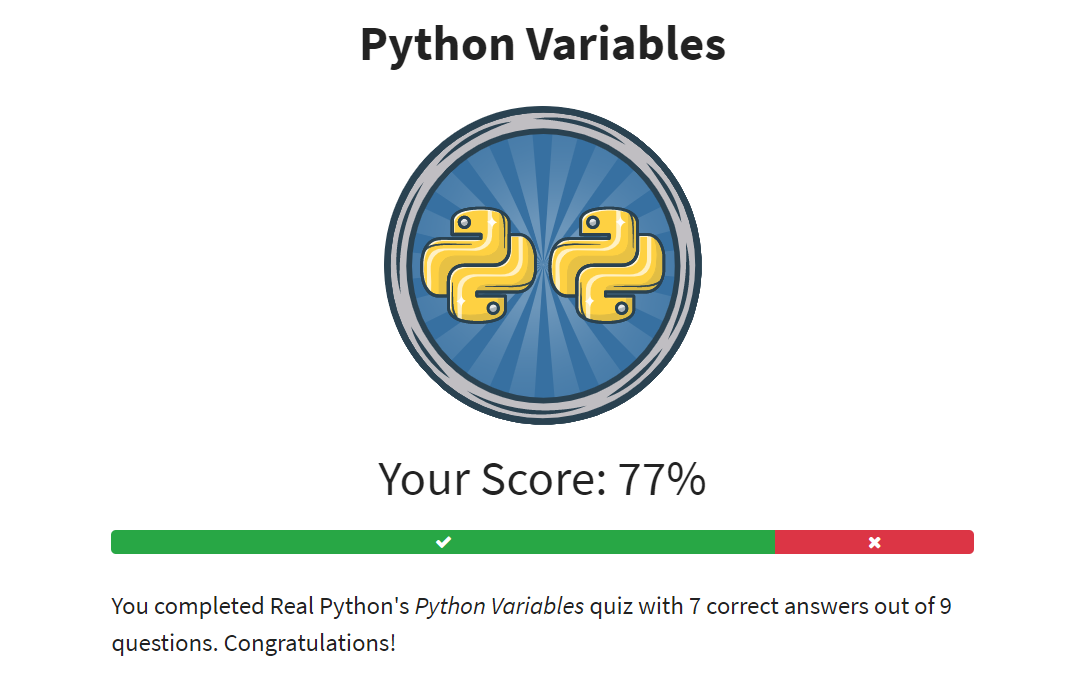 Python Variables
Your Score: 77%
You completed Real Python's Python Variables quiz with 7 correct answers out of 9
questions. Congratulations!